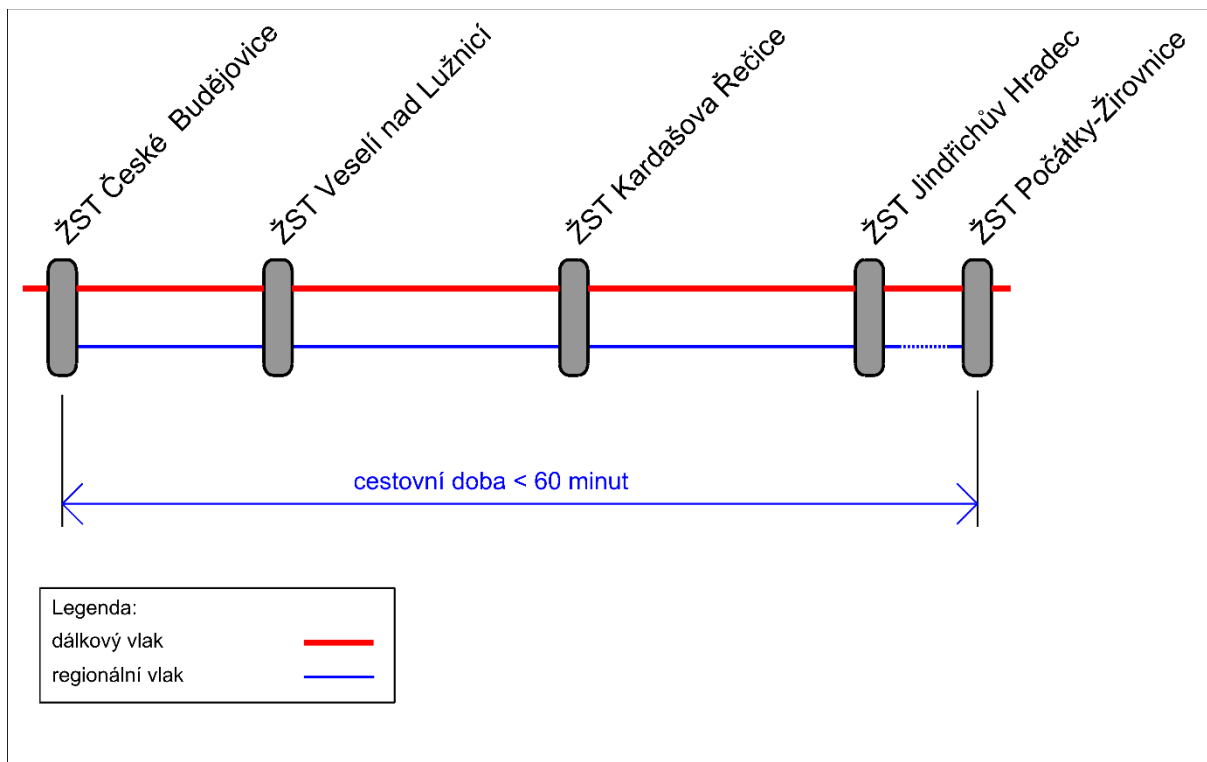 ŽST České  Budějovice
ŽST Veselí nad Lužnicí
ŽST Kardašova Řečice
ŽST Jindřichův Hradec
ŽST Počátky-Žirovnice
cestovní doba < 60 minut
Legenda:
dálkový vlak
regionální vlak